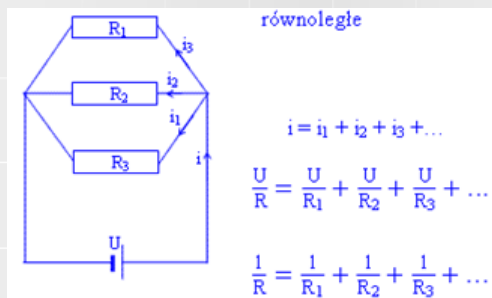 równoległe
R₁
i₃
R₂
i₂
i₁
R₃
i
U
i = i₁ + i₂ + i₃ + ...
U/R = U/R₁ + U/R₂ + U/R₃ + ...
1/R = 1/R₁ + 1/R₂ + 1/R₃ + ...